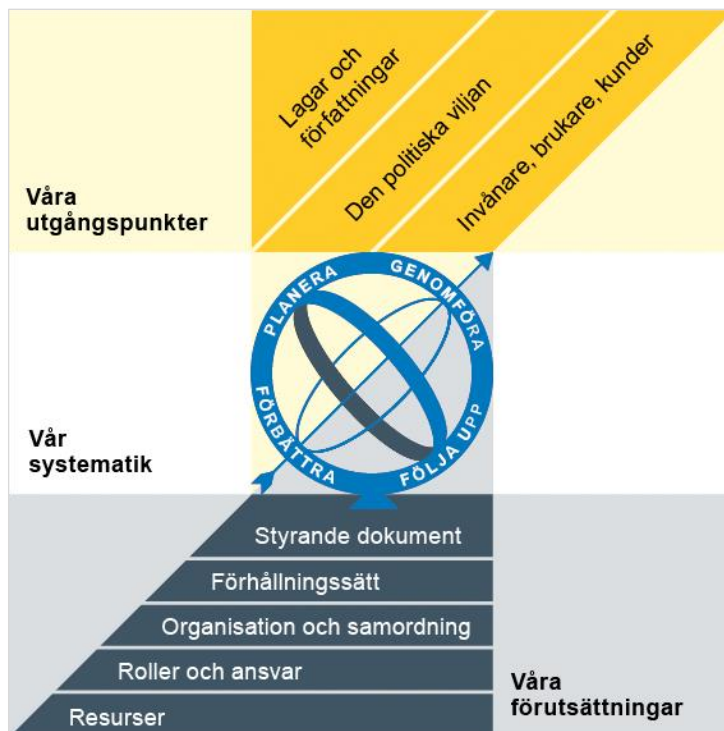 Lagar och
författningar
Den politiska viljan
Invånare, brukare, kunder
Våra
utgångspunkter
PLANERA
GENOMFÖRA
FÖLJA UPP
FÖRBÄTTRA
Vår
systematik
Styrande dokument
Förhållningssätt
Organisation och samordning
Roller och ansvar
Resurser
Våra
förutsättningar